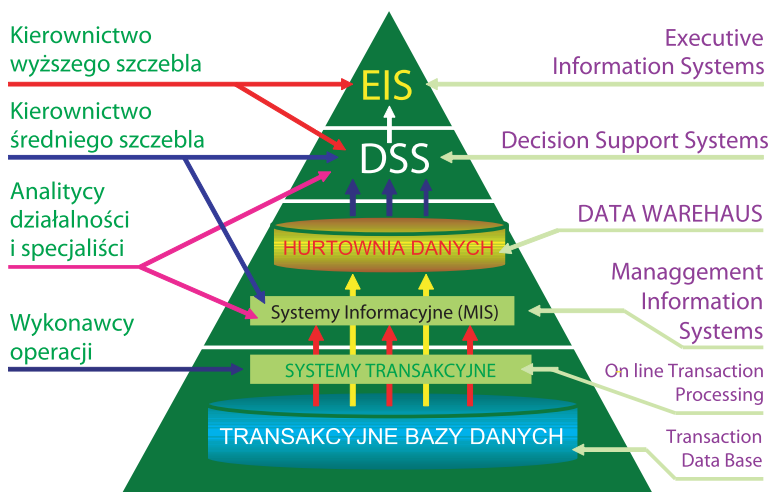 Kierownictwo
wyższego szczebla
Kierownictwo
średniego szczebla
Analitycy
działalności
i specjaliści
Wykonawcy
operacji
EIS
DSS
HURTOWNIA DANYCH
Systemy Informacyjne (MIS)
SYSTEMY TRANSAKCYJNE
TRANSAKCYJNE BAZY DANYCH
Executive
Information Systems
Decision Support Systems
DATA WAREHAUS
Managgement
Information
Systems
On line Transaction
Processing
Transaction
Data Base